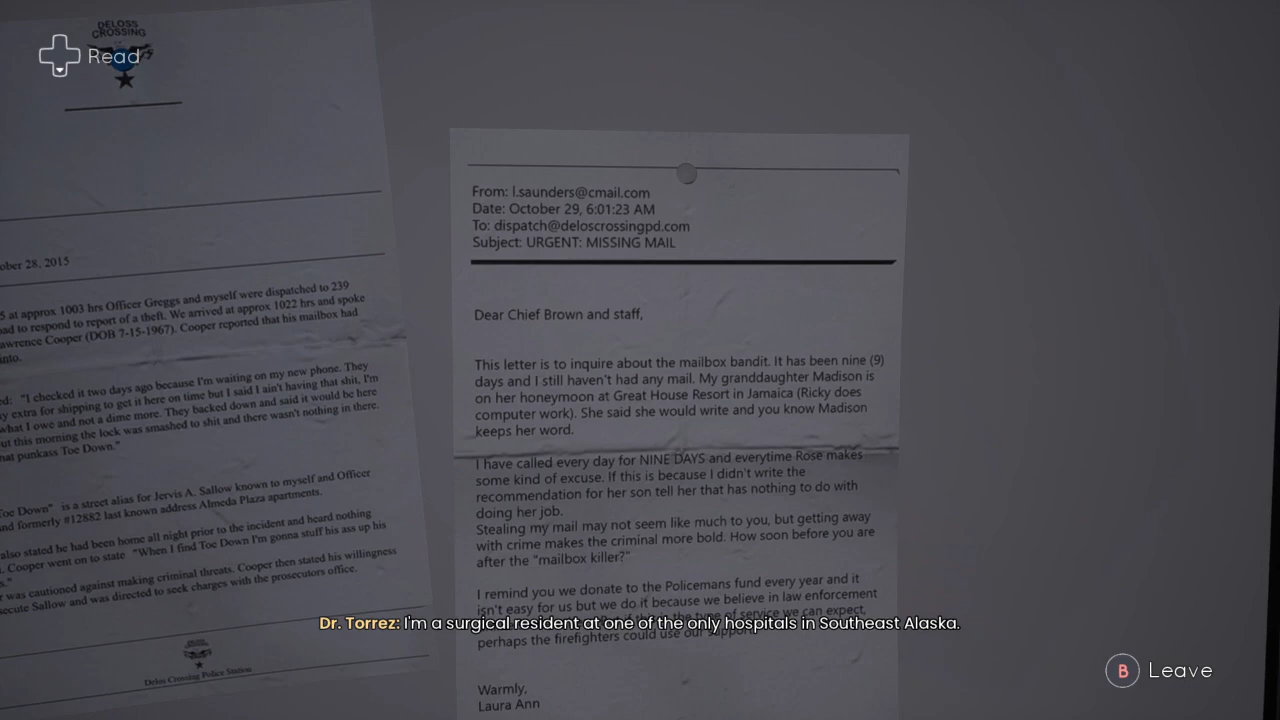 DELOSS
CROSSING
Read
ober 28, 2015
5 at approx 1003 hrs Officer Greggs and myself were dispatched to 239
oad to respond to report of a theft. We arrived at approx 1022 hrs and spoke
awrence Cooper (DOB 7-15-1967). Cooper reported that his mailbox had
into.
ed: "I checked it two days ago because I'm waiting on my new phone. They
y extra for shipping to get it here on time but I said I ain't having that shit, I'm
what I owe and not a dime more. They backed down and said it would be here
ut this morning the lock was smashed to shit and there wasn't nothing in there.
hat punkass Toe Down."
Toe Down" is a street alias for Jervis A. Sallow known to myself and Officer
nd formerly #12882 last known address Almeda Plaza apartments.
also stated he had been home all night prior to the incident and heard nothing
. Cooper went on to state "When I find Toe Down I'm gonna stuff his ass up his
s."
r was cautioned against making criminal threats. Cooper then stated his willingness
secute Sallow and was directed to seek charges with the prosecutors office.
Delos Crossing Police Station
From: l.saunders@cmail.com
Date: October 29, 6:01:23 AM
To: dispatch@deloscrossingpd.com
Subject: URGENT: MISSING MAIL
Dear Chief Brown and staff,
This letter is to inquire about the mailbox bandit. It has been nine (9)
days and I still haven't had any mail. My granddaughter Madison is
on her honeymoon at Great House Resort in Jamaica (Ricky does
computer work). She said she would write and you know Madison
keeps her word.
I have called every day for NINE DAYS and everytime Rose makes
some kind of excuse. If this is because I didn't write the
recommendation for her son tell her that has nothing to do with
doing her job.
Stealing my mail may not seem like much to you, but getting away
with crime makes the criminal more bold. How soon before you are
after the "mailbox killer?"
I remind you we donate to the Policemans fund every year and it
isn't easy for us but we do it because we believe in law enforcement
if this is the type of service we can expect,
perhaps the firefighters could use our support.
Warmly,
Laura Ann
Dr. Torrez: I'm a surgical resident at one of the only hospitals in Southeast Alaska.
B Leave